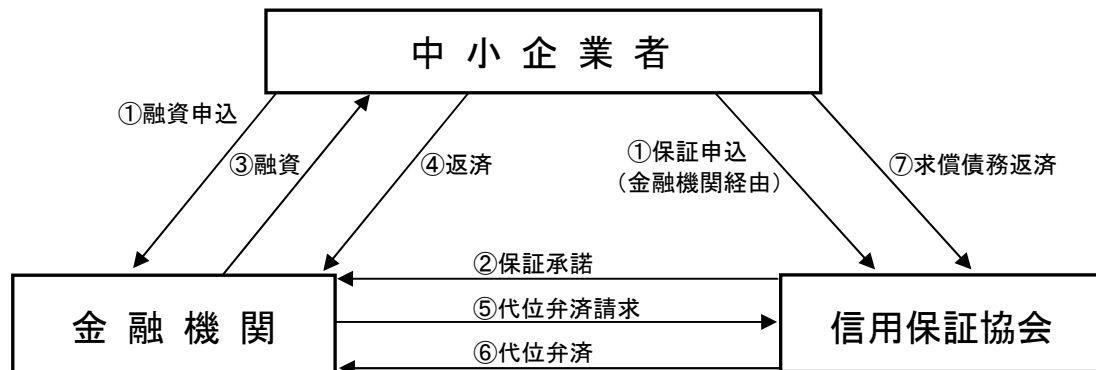 中小企業者
①融資申込
③融資
④返済
①保証申込
（金融機関経由）
⑦求償債務返済
②保証承諾
⑤代位弁済請求
⑥代位弁済
金融機関
信用保証協会